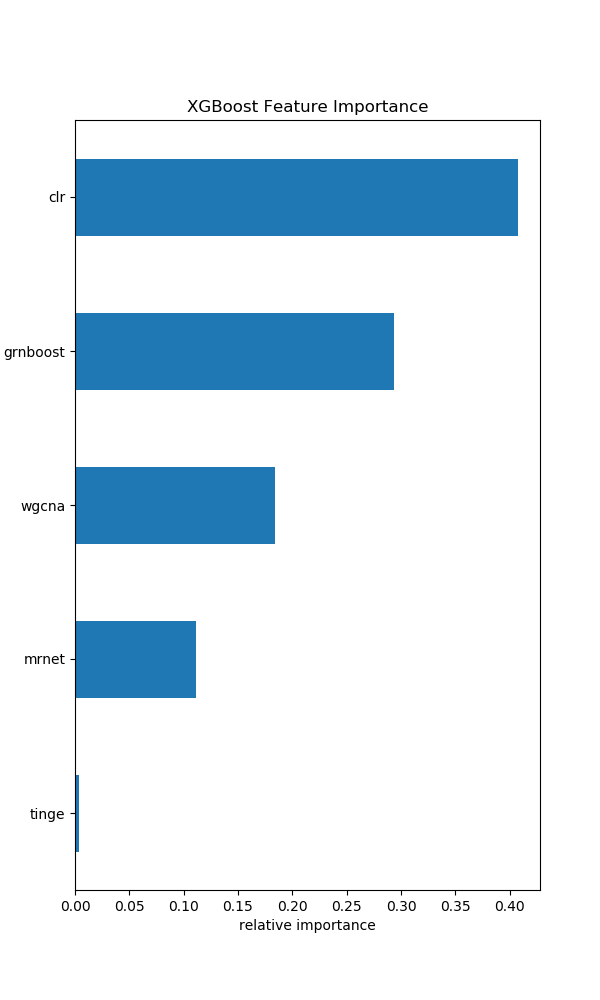 XGBoost Feature Importance
clr
grnboost
wgcna
mrnet
tinge
0.00 0.05 0.10 0.15 0.20 0.25 0.30 0.35 0.40
relative importance